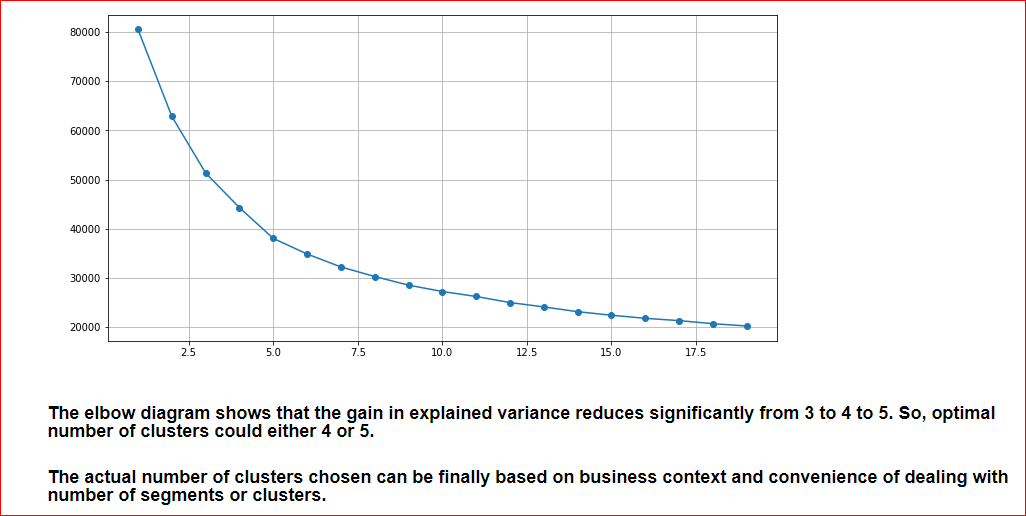 80000
70000
60000
50000
40000
30000
20000
2.5 5.0 7.5 10.0 12.5 15.0 17.5
The elbow diagram shows that the gain in explained variance reduces significantly from 3 to 4 to 5. So, optimal
number of clusters could either 4 or 5.
The actual number of clusters chosen can be finally based on business context and convenience of dealing with
number of segments or clusters.